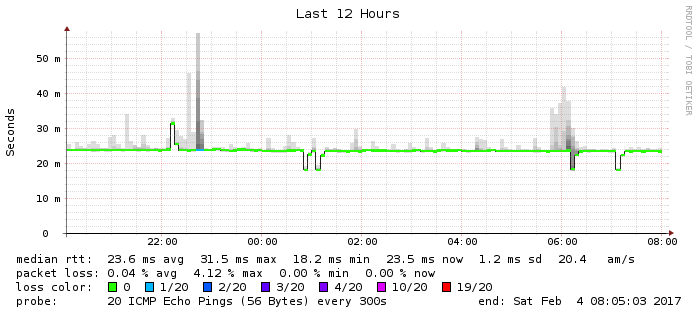 Last 12 Hours
RRDTOOL / TOBI OETIKER
Seconds
50 m
40 m
30 m
20 m
10 m
0
22:00 00:00 02:00 04:00 06:00 08:00
median rtt: 23.6 ms avg 31.5 ms max 18.2 ms min 23.5 ms now 1.2 ms sd 20.4 am/s
packet loss: 0.04 % avg 4.12 % max 0.00 % min 0.00 % now
loss color: 0 1/20 2/20 3/20 4/20 10/20 19/20
probe: 20 ICMP Echo Pings (56 Bytes) every 300s end: Sat Feb 4 08:05:03 2017